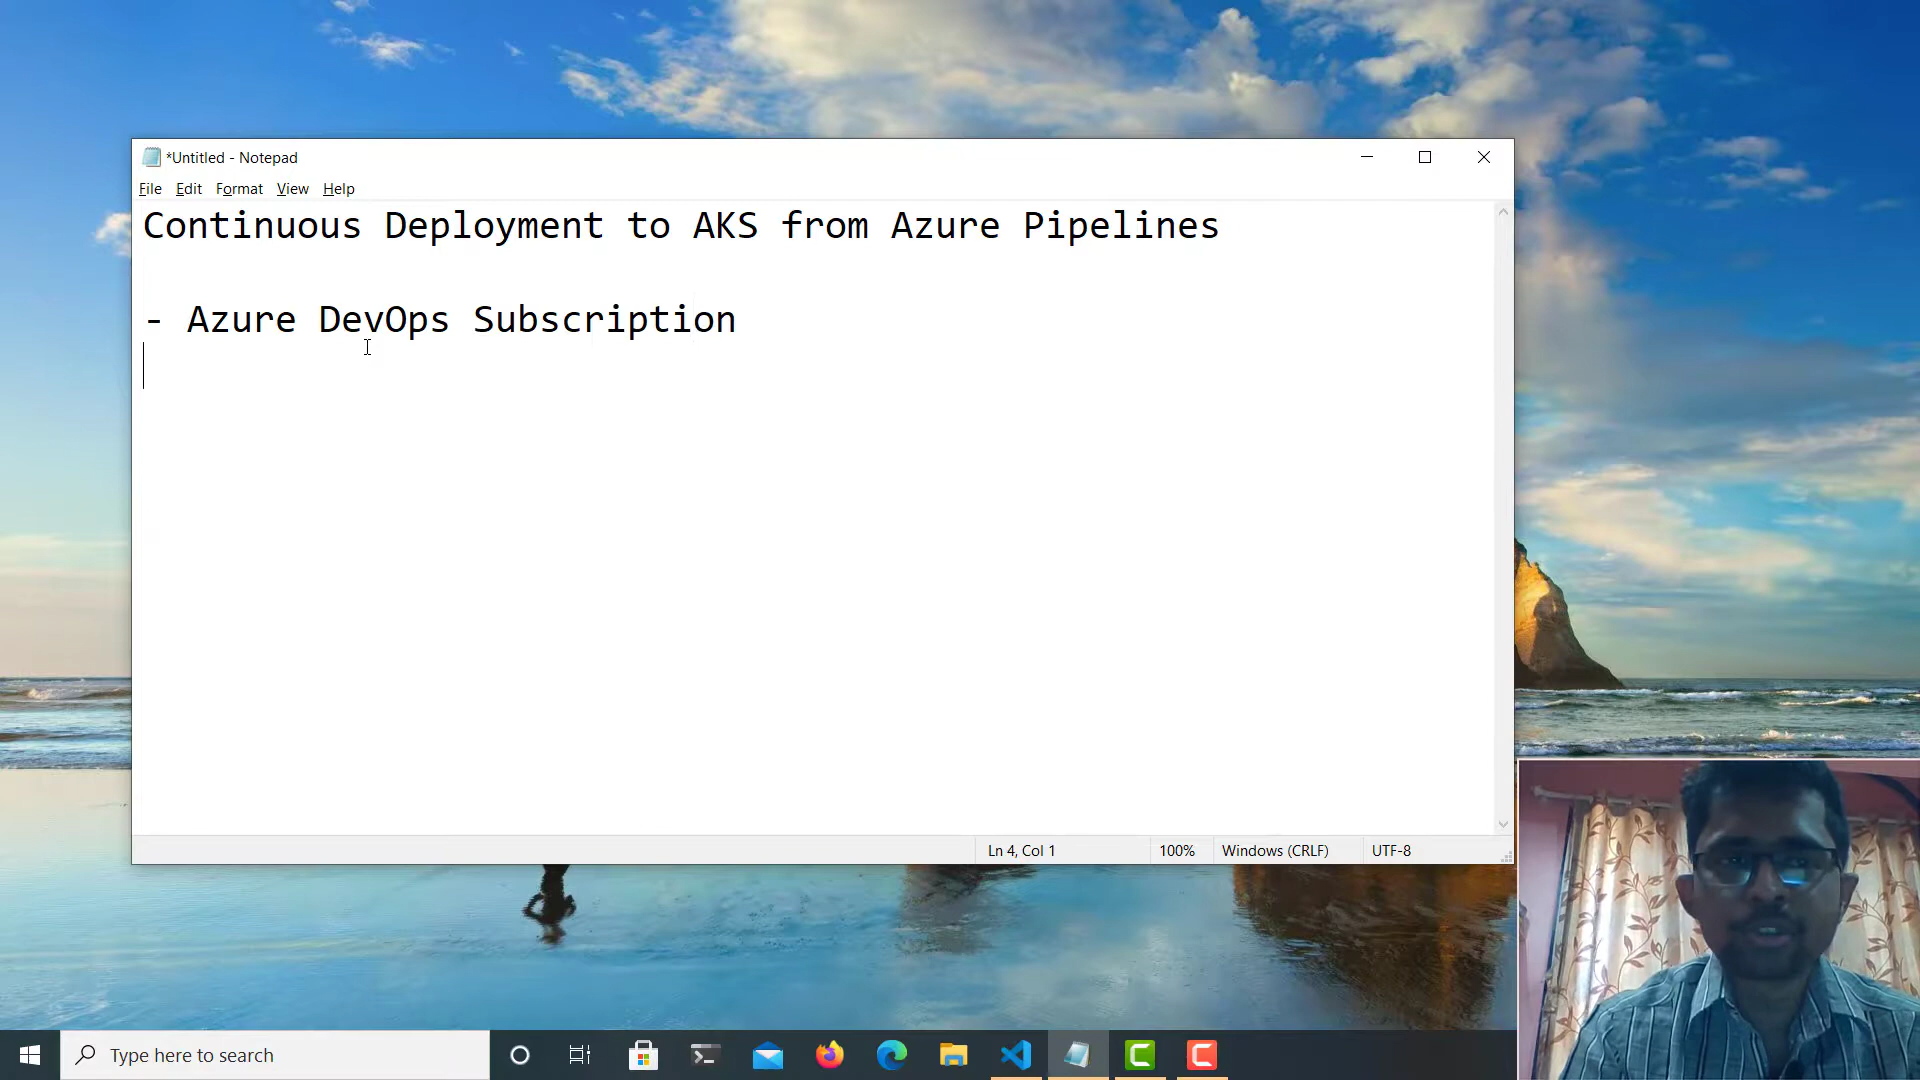 *Untitled - Notepad
File Edit Format View Help
Continuous Deployment to AKS from Azure Pipelines
- Azure DevOps Subscription
Ln 4, Col 1 100% Windows (CRLF) UTF-8
Type here to search